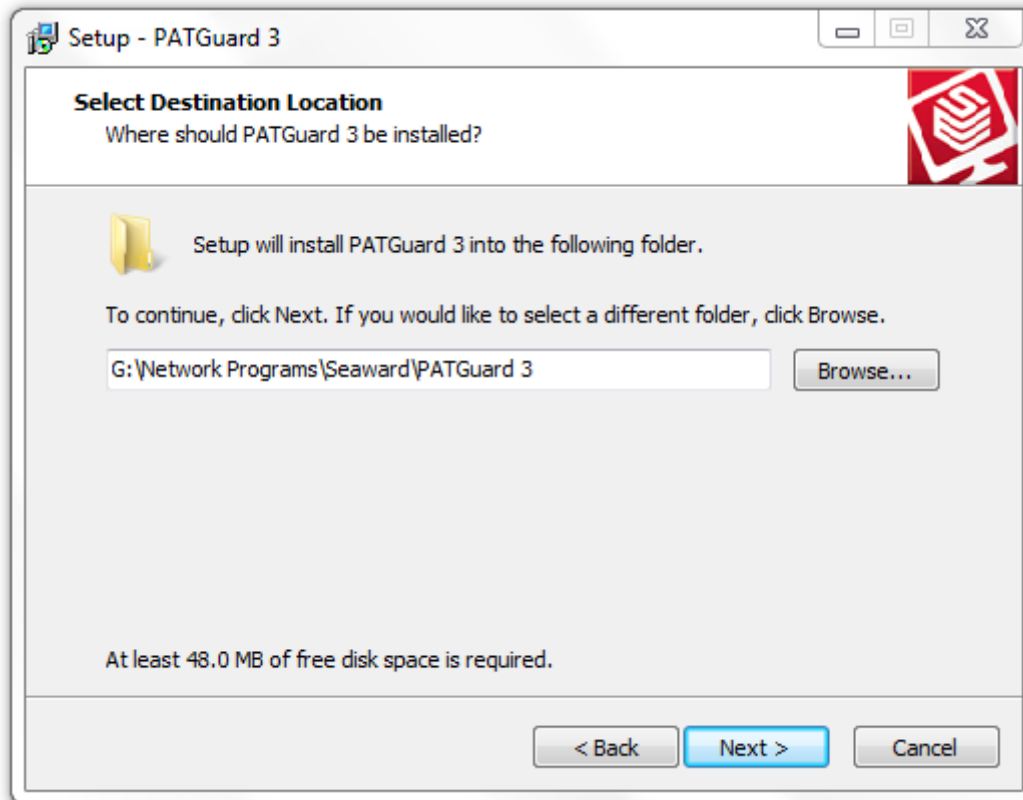 Setup - PATGuard 3
Select Destination Location
Where should PATGuard 3 be installed?
Setup will install PATGuard 3 into the following folder.
To continue, click Next. If you would like to select a different folder, click Browse.
G:\Network Programs\Seaward\PATGuard 3
Browse...
At least 48.0 MB of free disk space is required.
< Back
Next >
Cancel